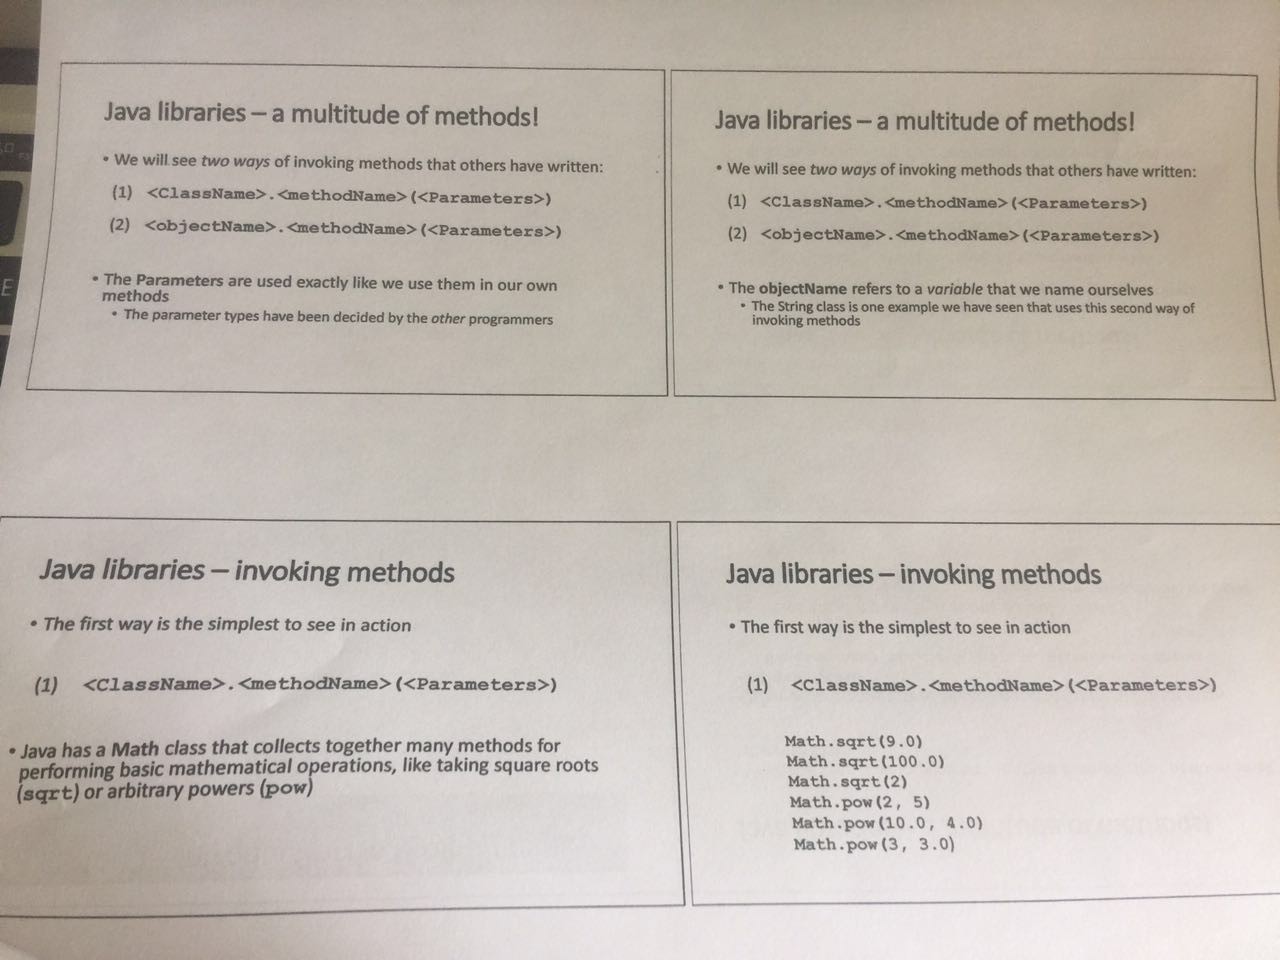 Java libraries – a multitude of methods!
• We will see two ways of invoking methods that others have written:
(1) <ClassName>.<methodName>(<Parameters>)
(2) <objectName>.<methodName>(<Parameters>)
• The Parameters are used exactly like we use them in our own
methods
• The parameter types have been decided by the other programmers
Java libraries – a multitude of methods!
• We will see two ways of invoking methods that others have written:
(1) <ClassName>.<methodName>(<Parameters>)
(2) <objectName>.<methodName>(<Parameters>)
• The objectName refers to a variable that we name ourselves
• The String class is one example we have seen that uses this second way of
invoking methods
Java libraries – invoking methods
• The first way is the simplest to see in action
(1) <ClassName>.<methodName>(<Parameters>)
• Java has a Math class that collects together many methods for
performing basic mathematical operations, like taking square roots
(sqrt) or arbitrary powers (pow)
Java libraries – invoking methods
• The first way is the simplest to see in action
(1) <ClassName>.<methodName>(<Parameters>)
Math.sqrt(9.0)
Math.sqrt(100.0)
Math.sqrt(2)
Math.pow(2, 5)
Math.pow(10.0, 4.0)
Math.pow(3, 3.0)